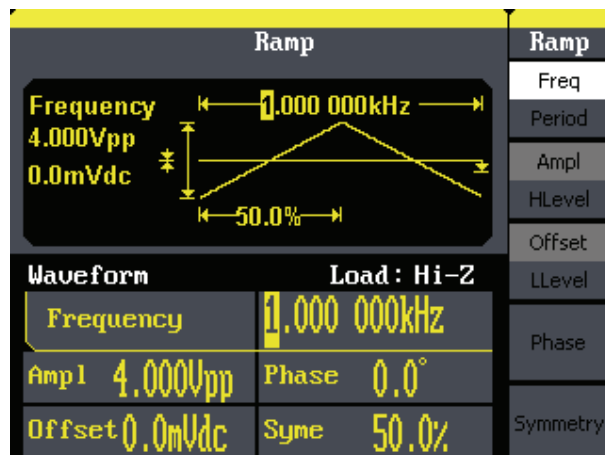 Ramp
Ramp
Frequency
1.000 000kHz
4.000Vpp
0.0mVdc
50.0%
Freq
Period
Ampl
HLevel
Offset
LLevel
Phase
Symmetry
Waveform
Load: Hi-Z
Frequency
1.000 000kHz
Ampl 4.000Vpp
Phase 0.0°
Offset 0.0mVdc
Syme 50.0%